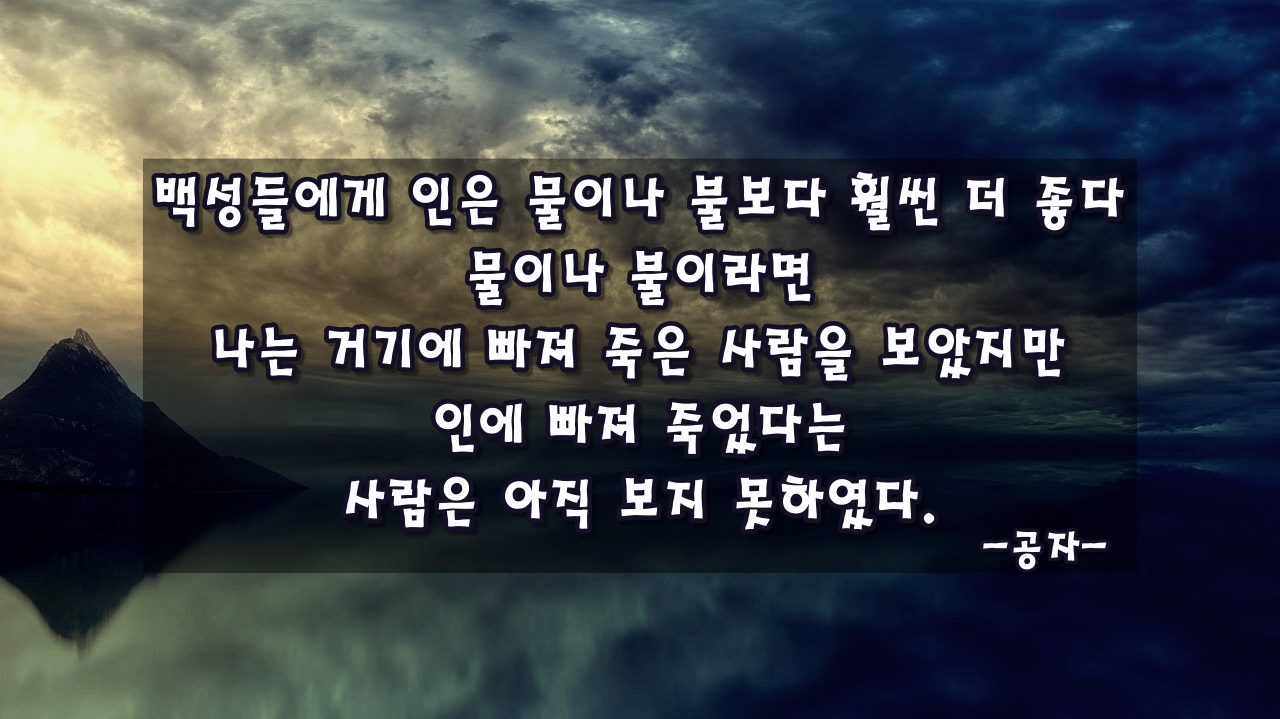 백성들에게 인은 물이나 불보다 훨씬 더 좋다
물이나 불이라면
나는 거기에 빠져 죽은 사람을 보았지만
인에 빠져 죽었다는
사람은 아직 보지 못하였다.
-공자-